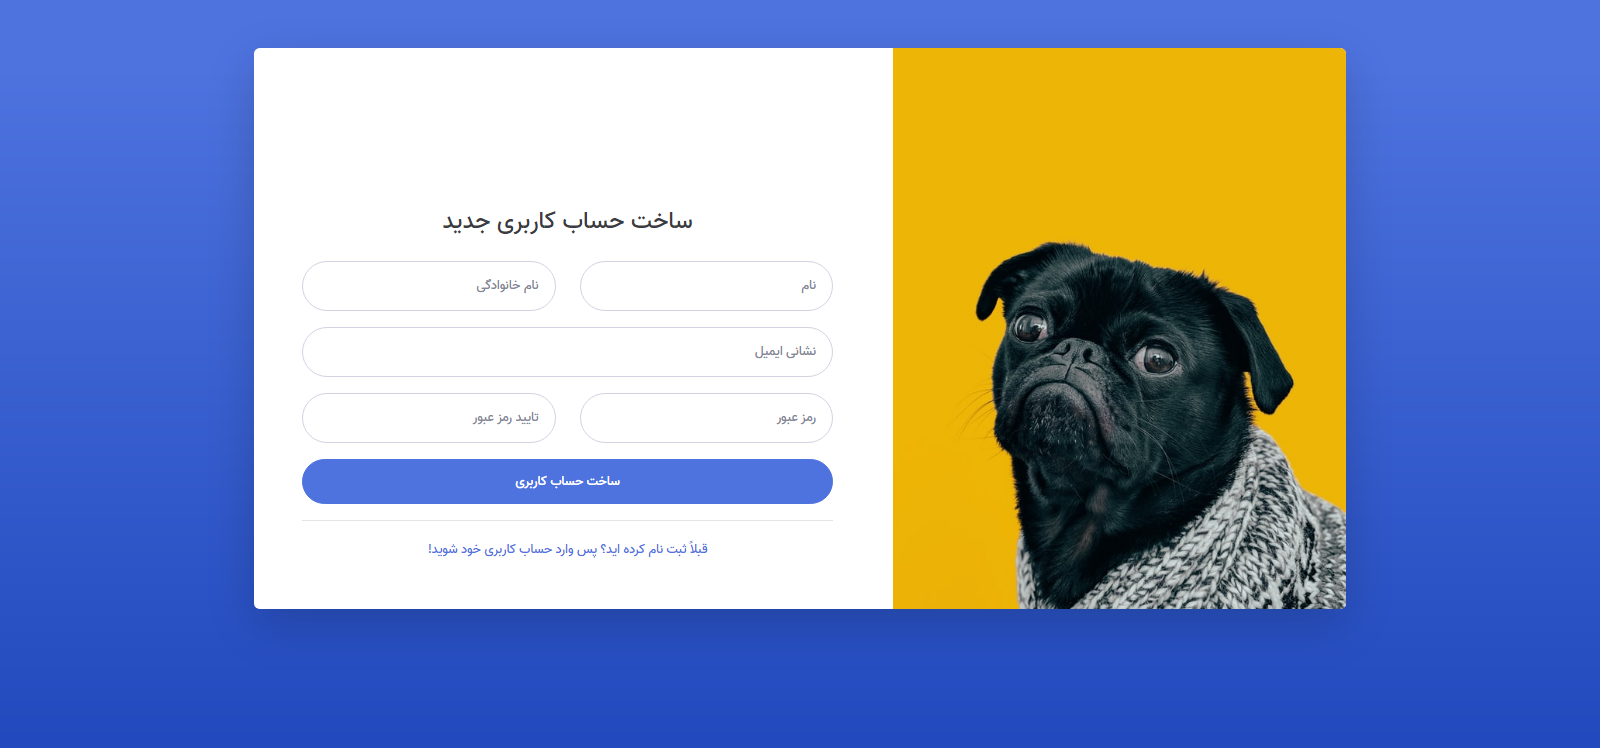 ساخت حساب کاربری جدید
نام
نام خانوادگی
نشانی ایمیل
رمز عبور
تایید رمز عبور
ساخت حساب کاربری
قبلاً ثبت نام کرده اید؟ پس وارد حساب کاربری خود شوید!